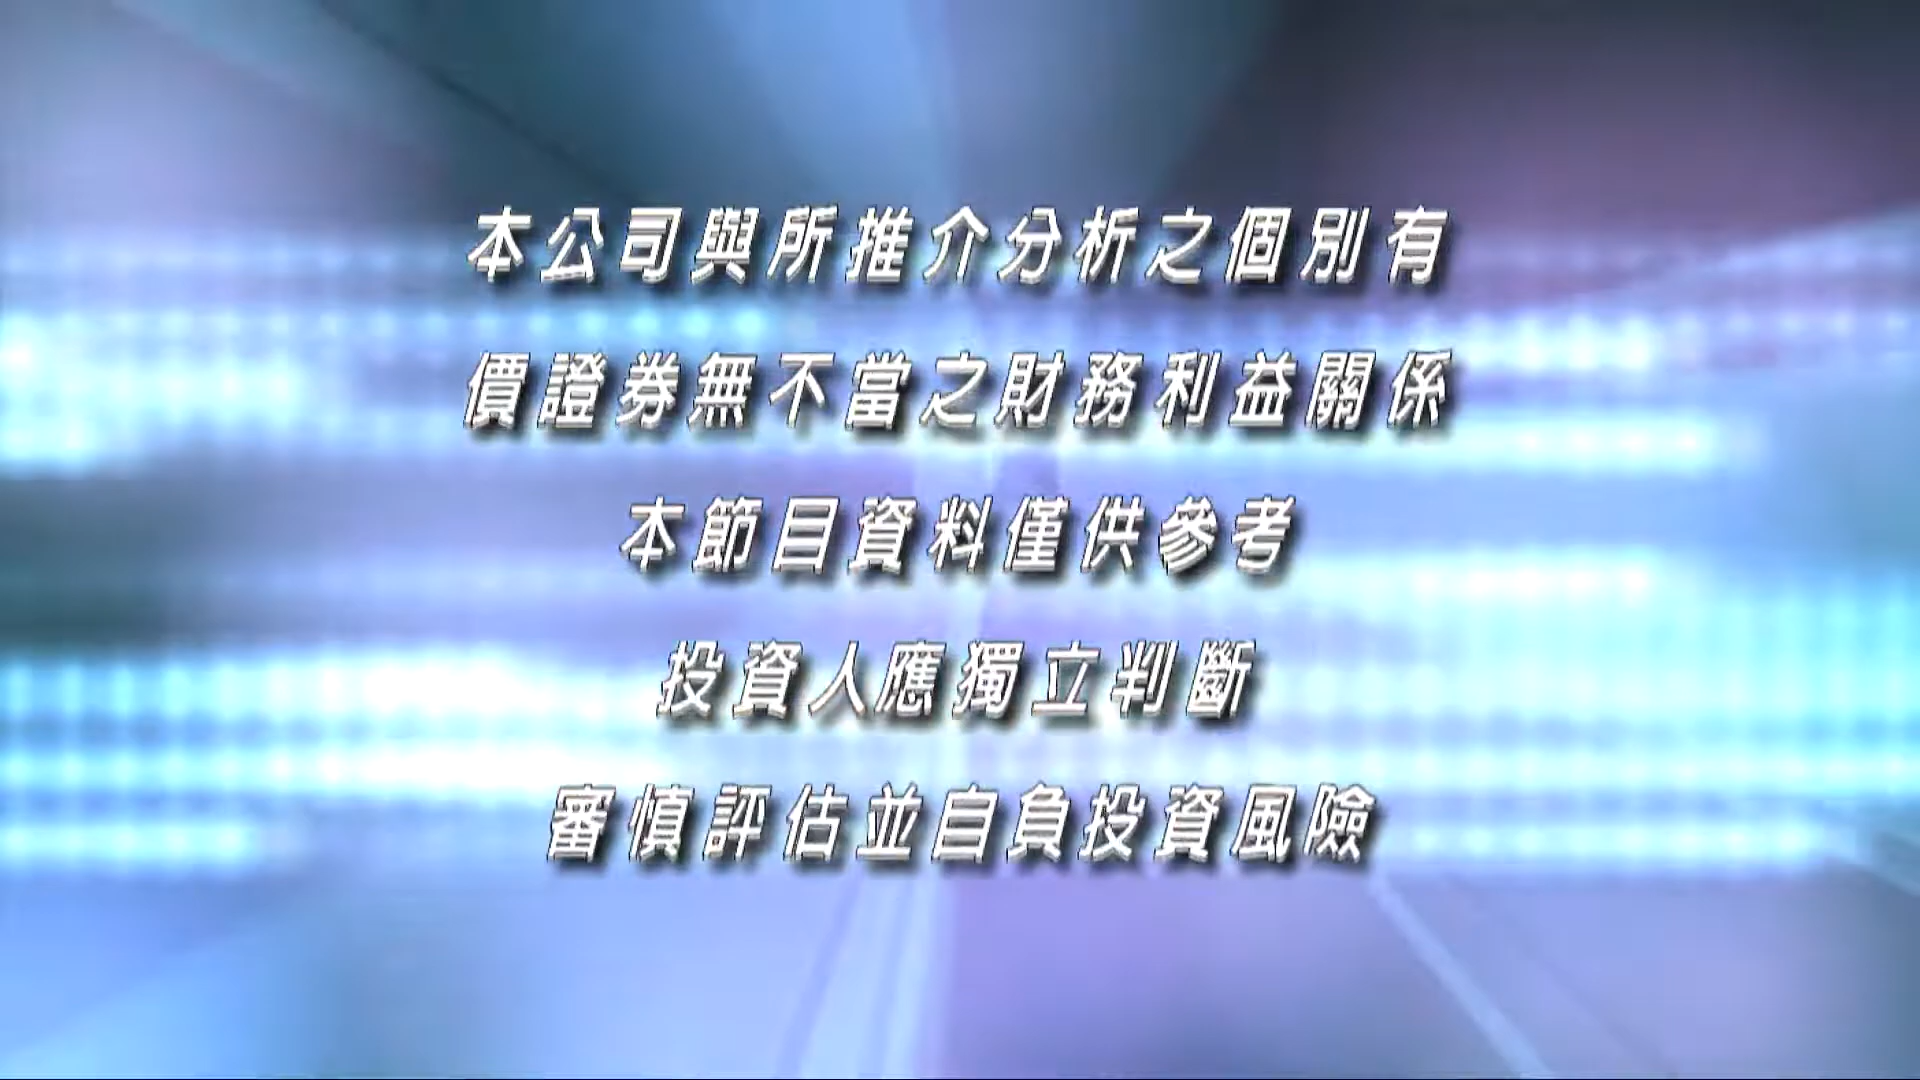 本公司與所推介分析之個別有
價證券無不當之財務利益關係
本節目資料僅供參考
投資人應獨立判斷
審慎評估並自負投資風險